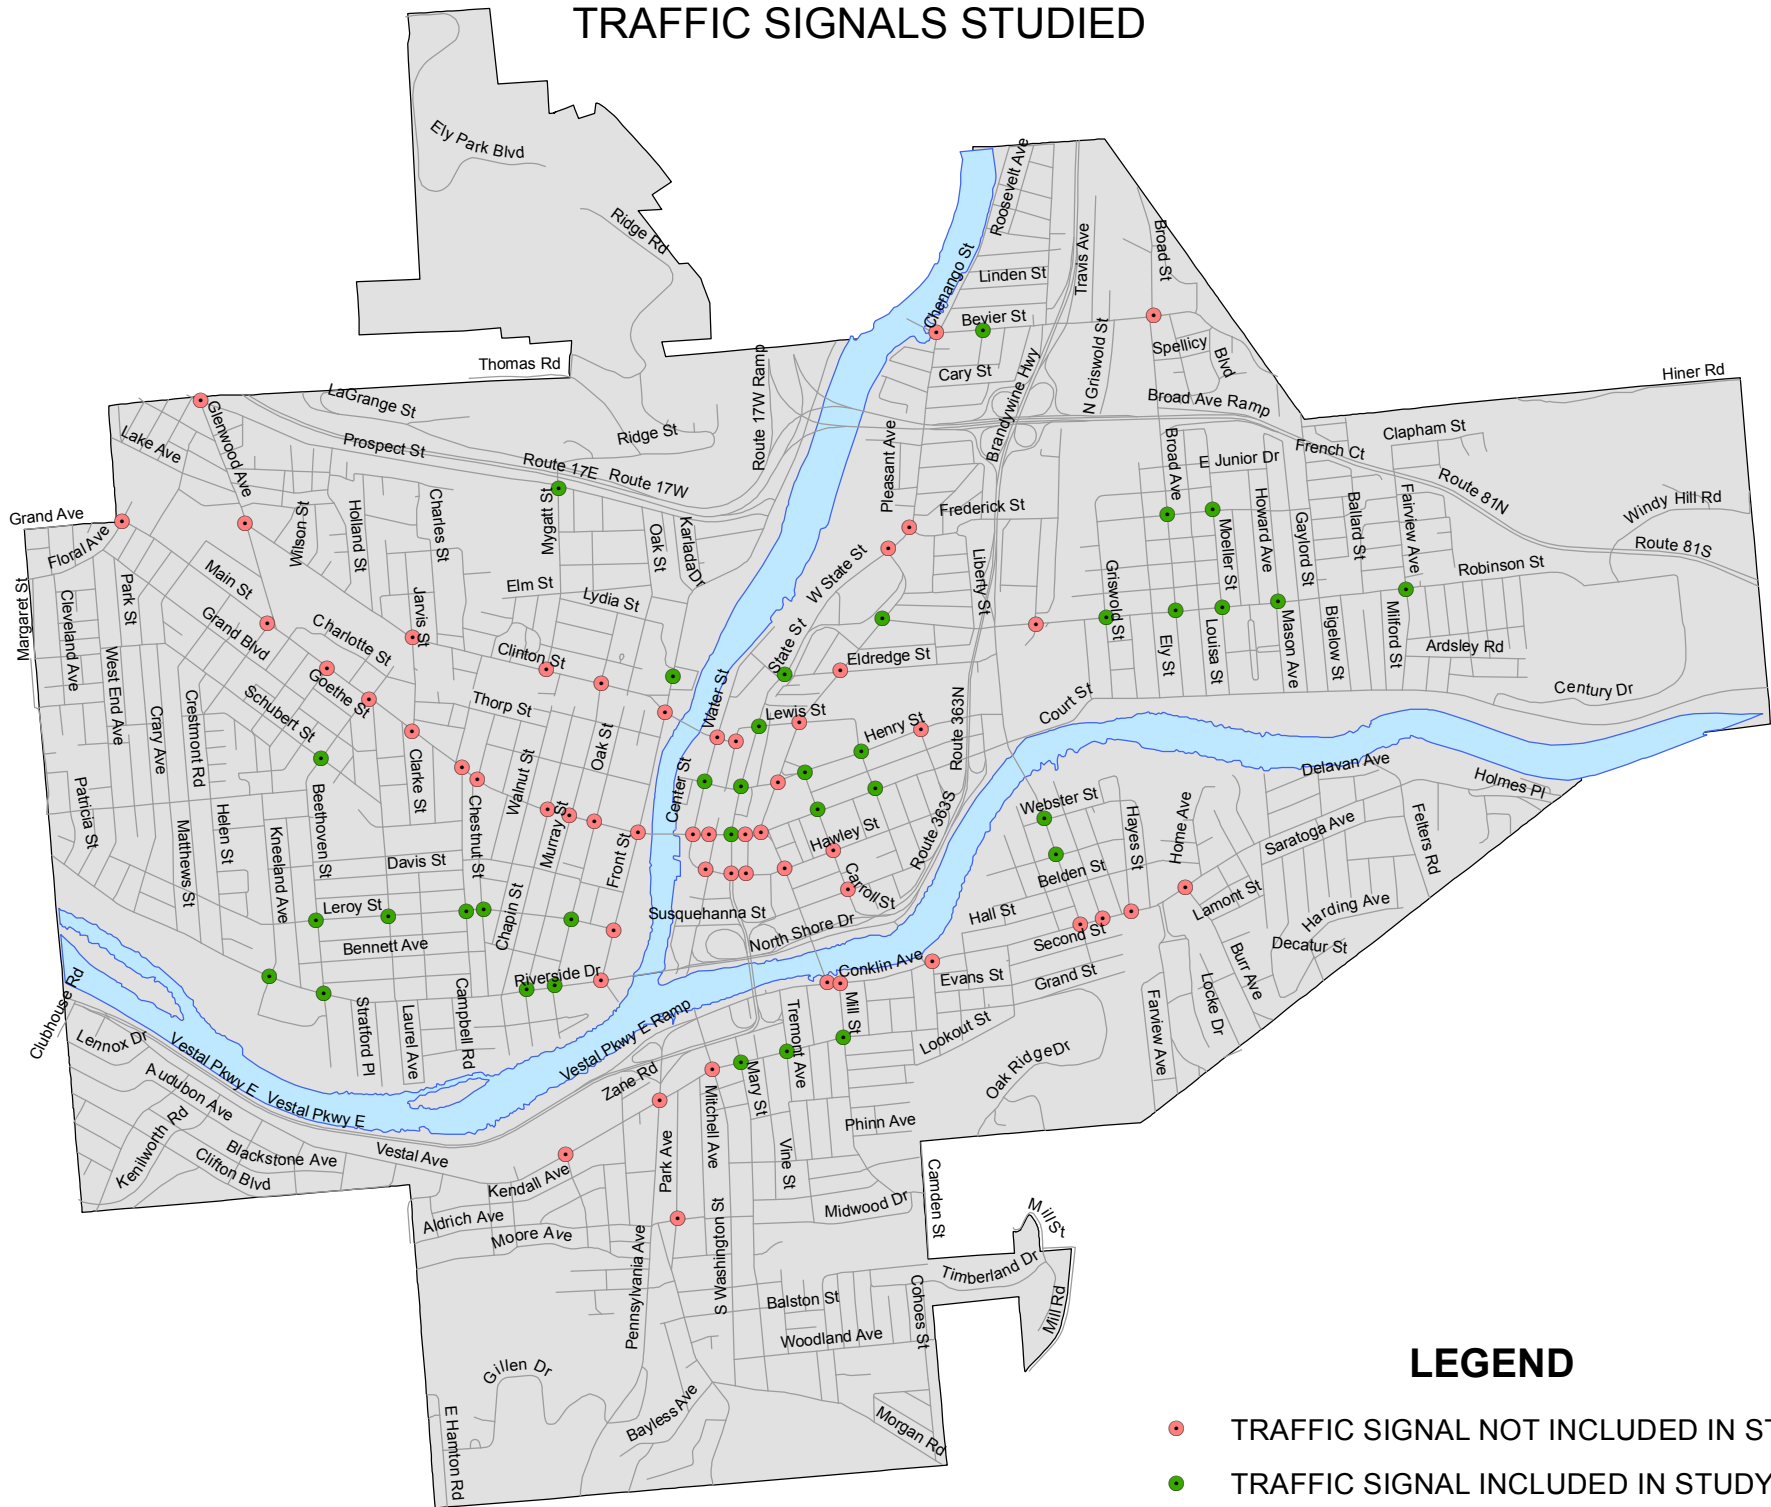 TRAFFIC SIGNALS STUDIED
Ely Park Blvd
Ridge Rd
Roosevelt Ave
Chenango St
Linden St
Travis Ave
Broad St
Bevier St
Cary St
Brandywine Hwy
N Griswold St
Spellicy
Blvd
Hiner Rd
Thomas Rd
LaGrange St
Route 17W Ramp
Broad Ave Ramp
Glenwood Ave
Lake Ave
Prospect St
Ridge St
Route 17E
Route 17W
Pleasant Ave
Broad Ave
E Junior Dr
French Ct
Clapham St
Route 81N
Windy Hill Rd
Route 81S
Grand Ave
Floral Ave
Wilson St
Holland St
Charles St
Mygatt St
Oak St
KarladaDr
Frederick St
Moeller St
Howard Ave
Gaylord St
Ballard St
Fairview Ave
Robinson St
Margaret St
Cleveland Ave
Park St
Main St
Grand Blvd
Charlotte St
Jarvis St
Elm St
Lydia St
W State St
Liberty St
Griswold St
Ely St
Louisa St
Mason Ave
Bigelow St
Milford St
Ardsley Rd
Century Dr
West End Ave
Crary Ave
Crestmont Rd
Schubert St
Goethe St
Clinton St
Thorp St
Water St
State St
Eldredge St
Lewis St
Henry St
Route 363N
Court St
Patricia St
Matthews St
Helen St
Kneeland Ave
Beethoven St
Clarke St
Chestnut St
Walnut St
Oak St
Murray St
Front St
Center St
Hawley St
Route 363S
Webster St
Delavan Ave
Holmes Pl
Davis St
Leroy St
Bennett Ave
Chapin St
Susquehanna St
Carroll St
North Shore Dr
Belden St
Hayes St
Home Ave
Saratoga Ave
Felters Rd
Hall St
Second St
Lamont St
Harding Ave
Decatur St
Clubhouse Rd
Lennox Dr
Stratford Pl
Laurel Ave
Campbell Rd
Riverside Dr
Conklin Ave
Evans St
Grand St
Burr Ave
Locke Dr
Farview Ave
Vestal Pkwy E
Vestal Pkwy E
Vestal Pkwy E Ramp
Zane Rd
Tremont Ave
Mill St
Lookout St
Oak RidgeDr
Audubon Ave
Kenilworth Rd
Blackstone Ave
Clifton Blvd
Vestal Ave
Kendall Ave
Park Ave
Mitchell Ave
Mary St
Vine St
Phinn Ave
Camden St
Aldrich Ave
Moore Ave
Pennsylvania Ave
S Washington St
Midwood Dr
MillSt
Timberland Dr
Mill Rd
Balston St
Cohoes St
Woodland Ave
Gillen Dr
Bayless Ave
Morgan Rd
E Hamton Rd
LEGEND
TRAFFIC SIGNAL NOT INCLUDED IN ST
TRAFFIC SIGNAL INCLUDED IN STUDY